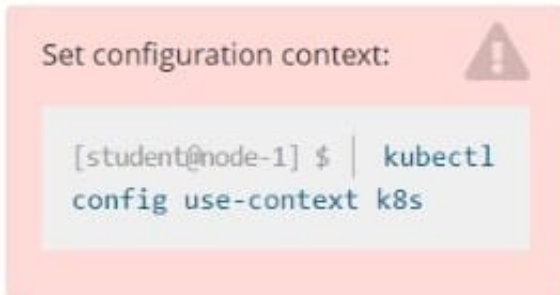 Set configuration context:
[student@node-1] $ | kubectl
config use-context k8s